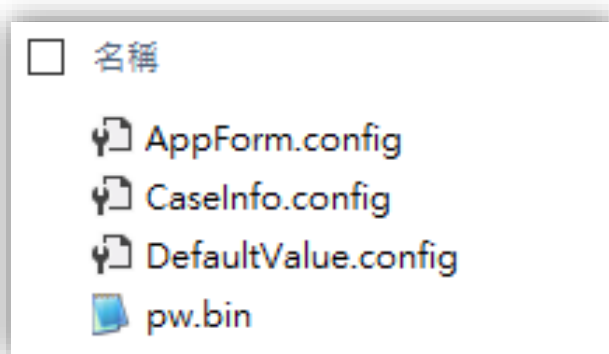 名稱
AppForm.config
CaseInfo.config
DefaultValue.config
pw.bin